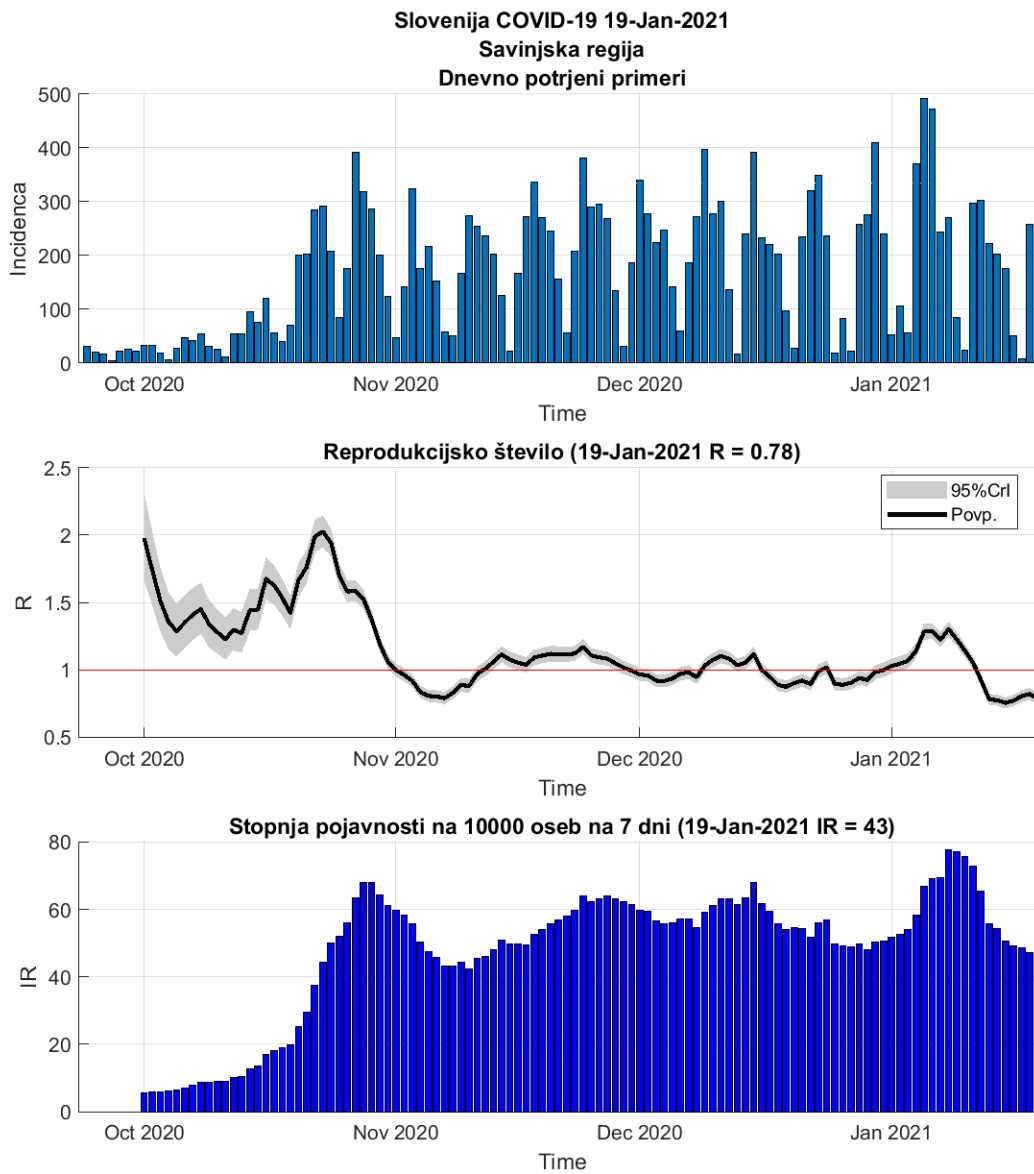 Slovenija COVID-19 19-Jan-2021
Savinjska regija
Dnevno potrjeni primeri
500
400
300
200
100
0
Incidenca
Oct 2020 Nov 2020 Dec 2020 Jan 2021
Time
Reprodukcijsko število (19-Jan-2021 R = 0.78)
2.5
2
1.5
1
0.5
R
95%CrI
Povp.
Oct 2020 Nov 2020 Dec 2020 Jan 2021
Time
Stopnja pojavnosti na 10000 oseb na 7 dni (19-Jan-2021 IR = 43)
80
60
40
20
0
IR
Oct 2020 Nov 2020 Dec 2020 Jan 2021
Time